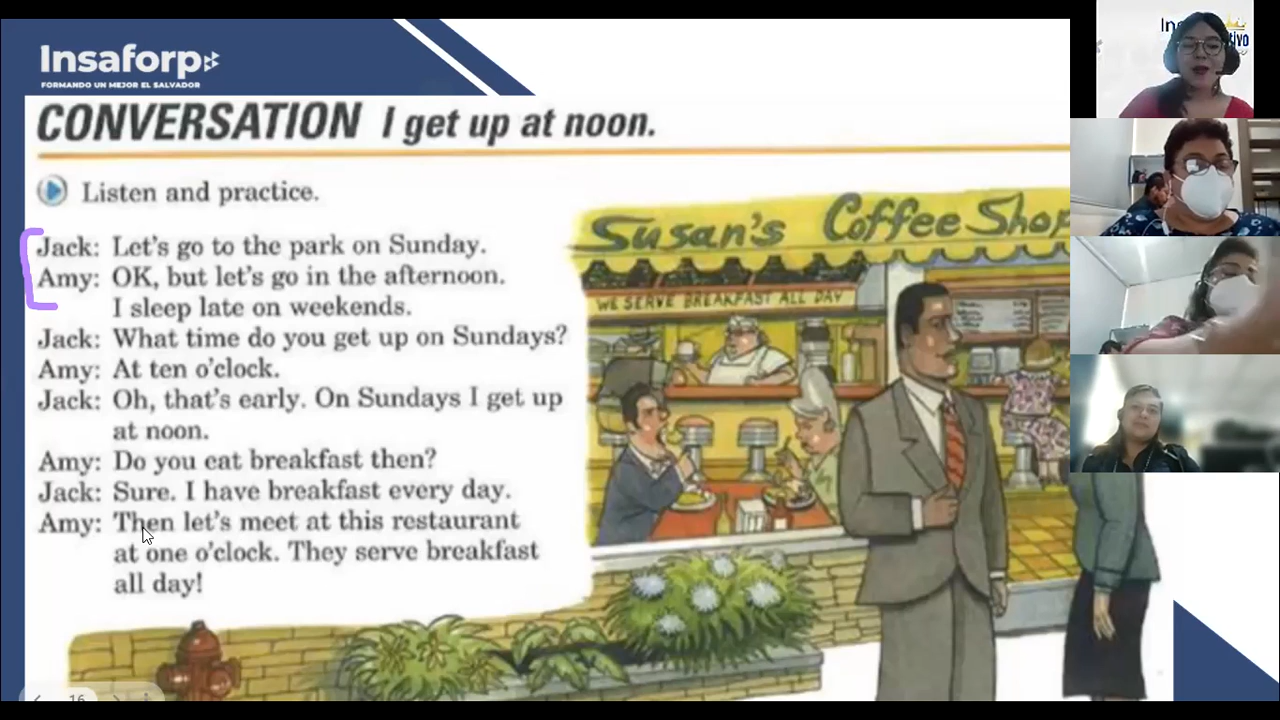 Insaforp
FORMANDO UN MEJOR EL SALVADOR
CONVERSATION I get up at noon.
Listen and practice.
Jack: Let's go to the park on Sunday.
Amy: OK, but let's go in the afternoon.
I sleep late on weekends.
Jack: What time do you get up on Sundays?
Amy: At ten o'clock.
Jack: Oh, that's early. On Sundays I get up
at noon.
Amy: Do you eat breakfast then?
Jack: Sure. I have breakfast every day.
Amy: Then let's meet at this restaurant
at one o'clock. They serve breakfast
all day!
Susan's Coffee Shop
WE SERVE BREAKFAST ALL DAY
16